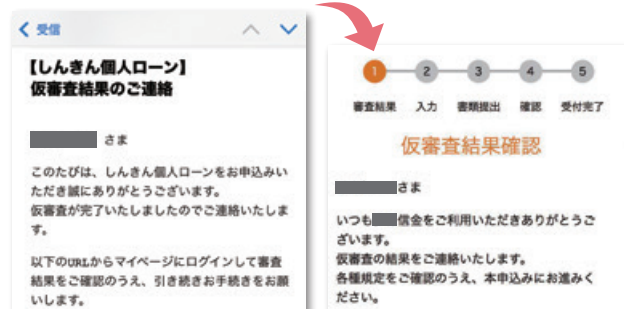 受信
【しんきん個人ローン】
仮審査結果のご連絡
さま
このたびは、しんきん個人ローンをお申込みい
ただき誠にありがとうございます。
仮審査が完了いたしましたのでご連絡いたしま
す。
以下のURLからマイページにログインして審査
結果をご確認のうえ、引き続きお手続きをお願
いします。
1 2 3 4 5
審査結果 入力 書類提出 確認 受付完了
仮審査結果確認
さま
いつも 信金をご利用いただきありがとうご
ざいます。
仮審査の結果をご連絡いたします。
各種規定をご確認のうえ、本申込みにお進みく
ださい。